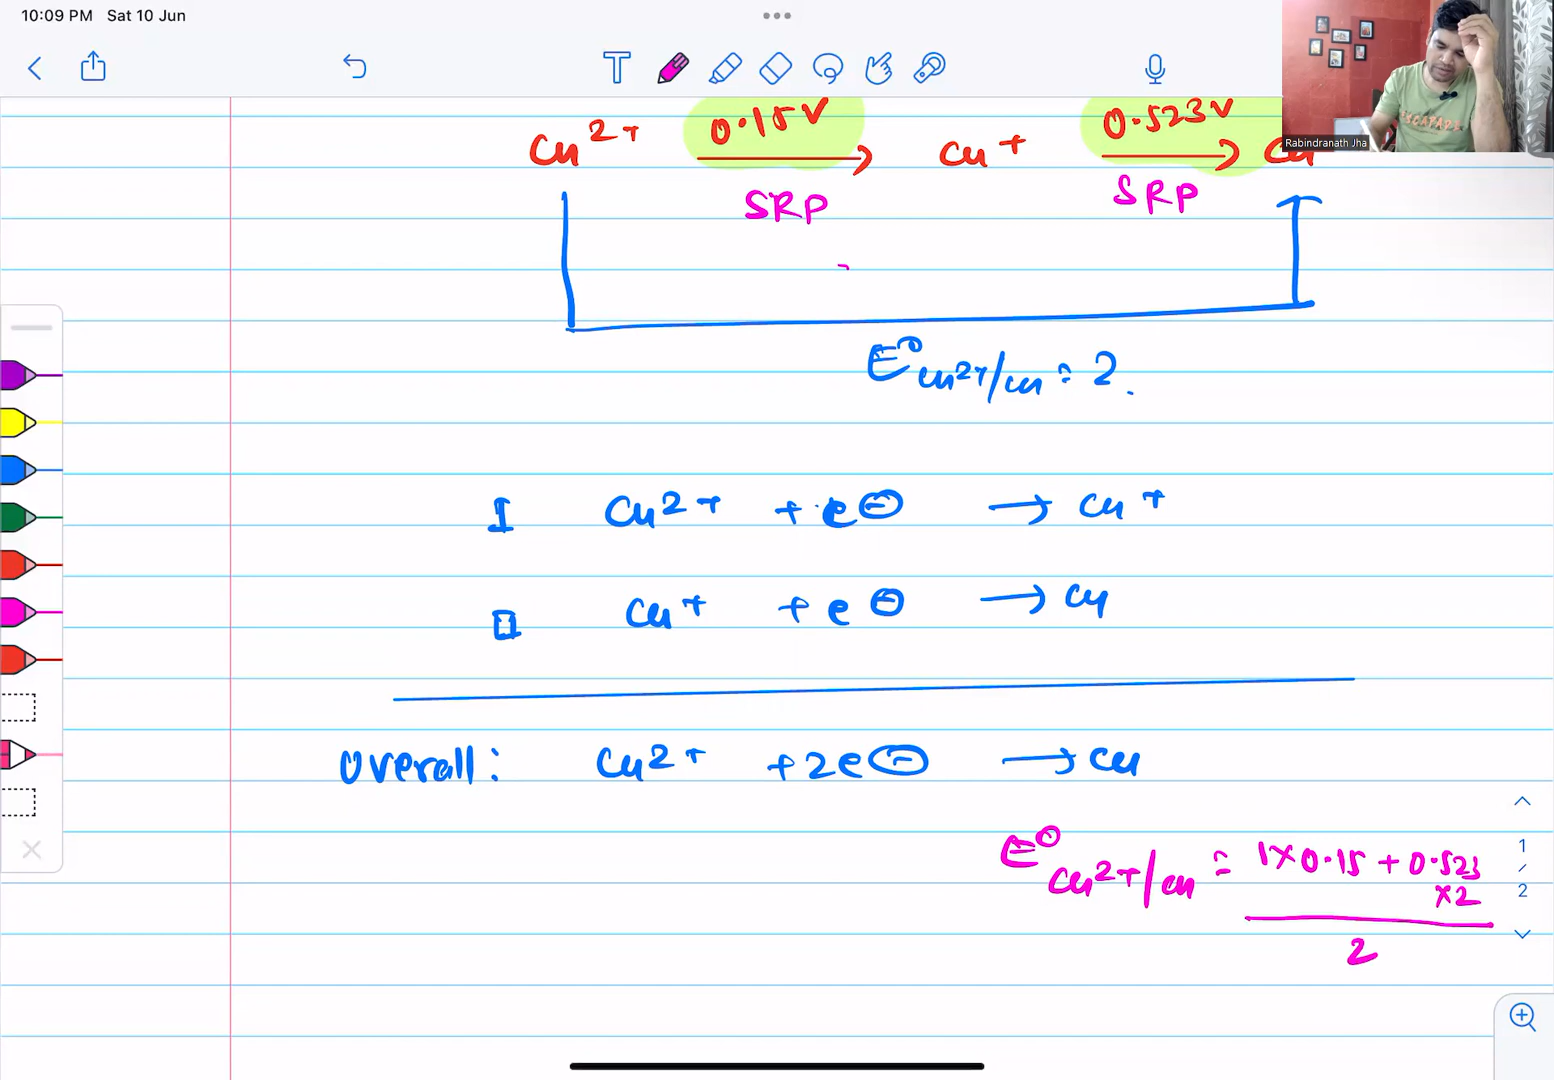 10:09 PM Sat 10 Jun
Cu²⁺ 0.15V → Cu⁺ 0.523V → Cu
SRP SRP
Rabindranath Jha
E° Cu²⁺/Cu = ?
I Cu²⁺ + e⊖ → Cu⁺
II Cu⁺ + e⊖ → Cu
Overall: Cu²⁺ + 2e⊖ → Cu
E° Cu²⁺/Cu = 1×0.15 + 0.523
×2
2
1
/
2